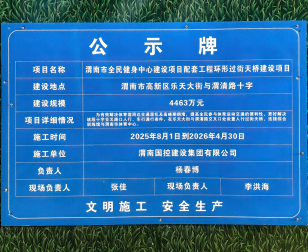 公示牌
项目名称 渭南市全民健身中心建设项目配套工程环形过街天桥建设项目
建设地点 渭南市高新区乐天大街与渭清路十字
建设规模 4463万元
项目详细情况
施工时间 2025年8月1日到2026年4月30日
施工单位 渭南国控建设集团有限公司
负责人 杨春博
现场负责人 张佳 现场负责人 李洪海
文明施工 安全生产